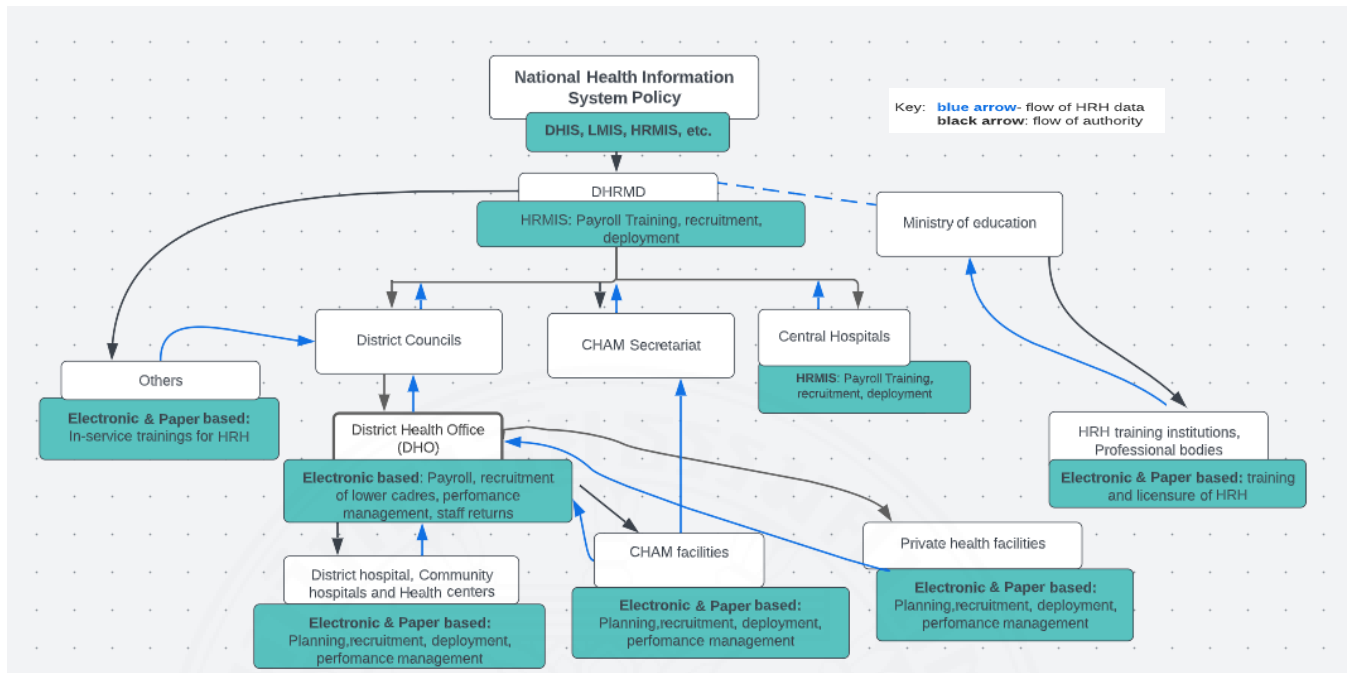 National Health Information
System Policy
DHIS, LMIS, HRMIS, etc.
Key: blue arrow- flow of HRH data
black arrow: flow of authority
DHRMD
HRMIS: Payroll Training, recruitment,
deployment
Ministry of education
District Councils
CHAM Secretariat
Central Hospitals
HRMIS: Payroll Training,
recruitment, deployment
Others
Electronic & Paper based:
In-service trainings for HRH
District Health Office
(DHO)
Electronic based: Payroll, recruitment
of lower cadres, perfomance
management, staff returns
HRH training institutions,
Professional bodies
Electronic & Paper based: training
and licensure of HRH
District hospital, Community
hospitals and Health centers
Electronic & Paper based:
Planning,recruitment, deployment,
perfomance management
CHAM facilities
Electronic & Paper based:
Planning,recruitment, deployment,
perfomance management
Private health facilities
Electronic & Paper based:
Planning,recruitment, deployment,
perfomance management